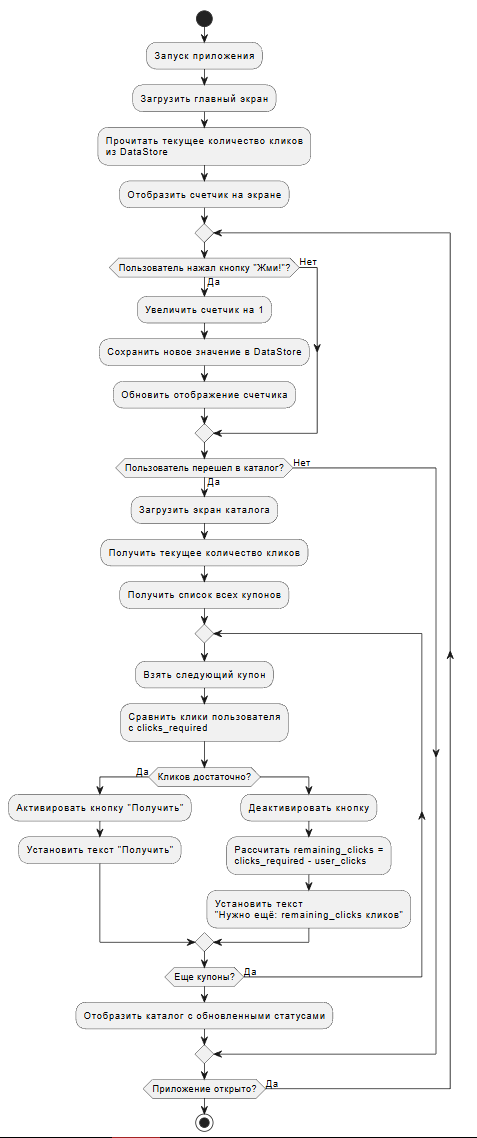 Запуск приложения
Загрузить главный экран
Прочитать текущее количество кликов
из DataStore
Отобразить счетчик на экране
Пользователь нажал кнопку "Жми!"?
Нет
Да
Увеличить счетчик на 1
Сохранить новое значение в DataStore
Обновить отображение счетчика
Пользователь перешел в каталог?
Нет
Да
Загрузить экран каталога
Получить текущее количество кликов
Получить список всех купонов
Взять следующий купон
Сравнить клики пользователя
с clicks_required
Да
Кликов достаточно?
Активировать кнопку "Получить"
Деактивировать кнопку
Установить текст "Получить"
Рассчитать remaining_clicks =
clicks_required - user_clicks
Установить текст
"Нужно ещё: remaining_clicks кликов"
Еще купоны?
Да
Отобразить каталог с обновленными статусами
Приложение открыто?
Да